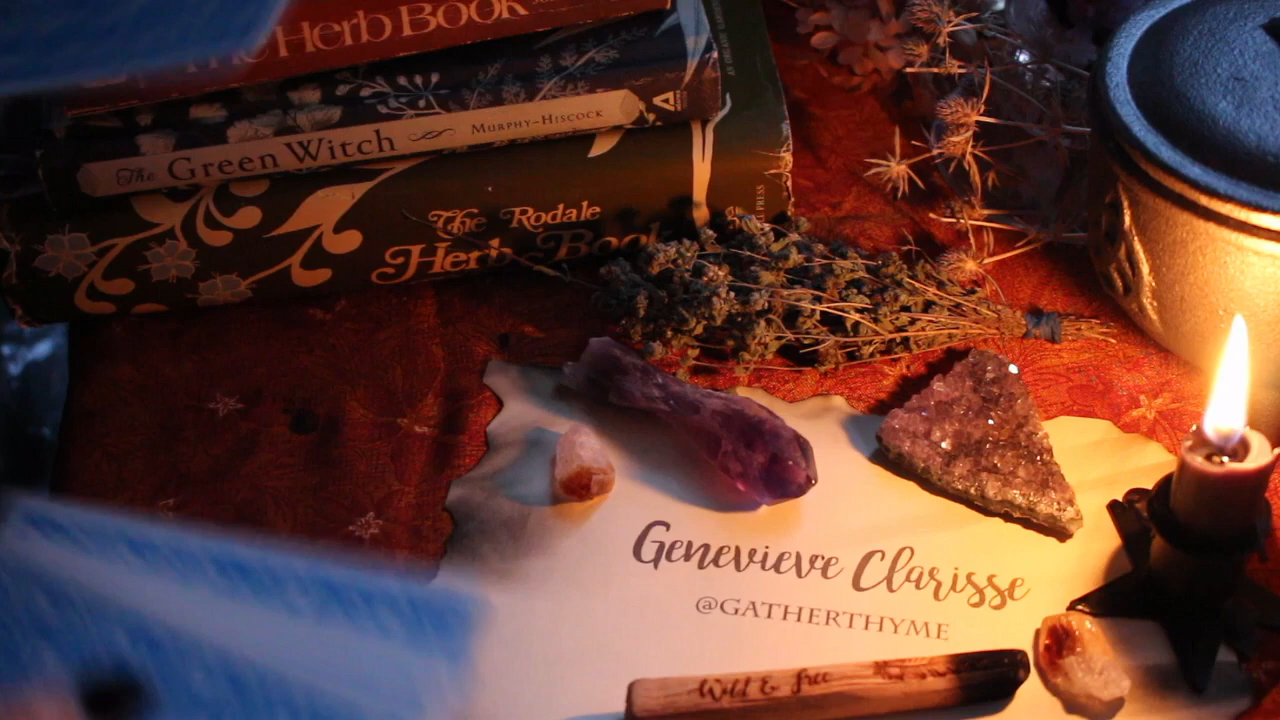 The Herb Book
The Green Witch Murphy-Hiscock A
The Rodale
Herb Book
Genevieve Clarisse
@GATHERTHYME
Wild & free